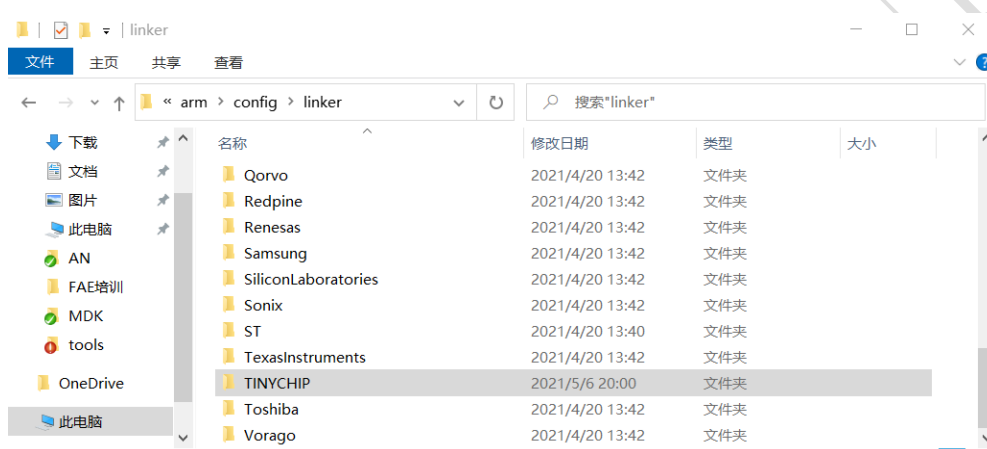 linker
文件 主页 共享 查看
« arm > config > linker 搜索"linker"
名称 修改日期 类型 大小
下载
文档
图片
此电脑
AN
FAE培训
MDK
tools
OneDrive
此电脑
Qorvo 2021/4/20 13:42 文件夹
Redpine 2021/4/20 13:42 文件夹
Renesas 2021/4/20 13:42 文件夹
Samsung 2021/4/20 13:42 文件夹
SiliconLaboratories 2021/4/20 13:42 文件夹
Sonix 2021/4/20 13:42 文件夹
ST 2021/4/20 13:40 文件夹
TexasInstruments 2021/4/20 13:42 文件夹
TINYCHIP 2021/5/6 20:00 文件夹
Toshiba 2021/4/20 13:42 文件夹
Vorago 2021/4/20 13:42 文件夹